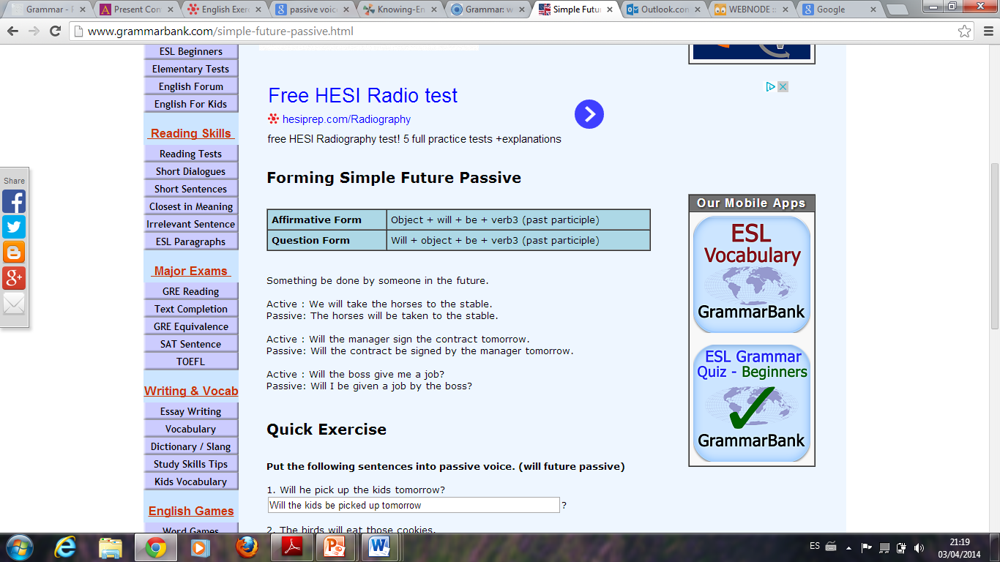 Grammar - P
Present Con
English Exer
passive voic
Knowing-En
Grammar: w
Simple Futu
Outlook.con
WEBNODE ::
Google
www.grammarbank.com/simple-future-passive.html
ESL Beginners
Elementary Tests
English Forum
English For Kids
Reading Skills
Reading Tests
Short Dialogues
Short Sentences
Closest in Meaning
Irrelevant Sentence
ESL Paragraphs
Major Exams
GRE Reading
Text Completion
GRE Equivalence
SAT Sentence
TOEFL
Writing & Vocab
Essay Writing
Vocabulary
Dictionary / Slang
Study Skills Tips
Kids Vocabulary
English Games
Word Games
Share
Free HESI Radio test
hesiprep.com/Radiography
free HESI Radiography test! 5 full practice tests +explanations
Forming Simple Future Passive
Affirmative Form Object + will + be + verb3 (past participle)
Question Form Will + object + be + verb3 (past participle)
Something be done by someone in the future.
Active : We will take the horses to the stable.
Passive: The horses will be taken to the stable.
Active : Will the manager sign the contract tomorrow.
Passive: Will the contract be signed by the manager tomorrow.
Active : Will the boss give me a job?
Passive: Will I be given a job by the boss?
Quick Exercise
Put the following sentences into passive voice. (will future passive)
1. Will he pick up the kids tomorrow?
Will the kids be picked up tomorrow ?
2. The birds will eat those cookies.
Our Mobile Apps
ESL
Vocabulary
GrammarBank
ESL Grammar
Quiz - Beginners
GrammarBank
ES
21:19
03/04/2014